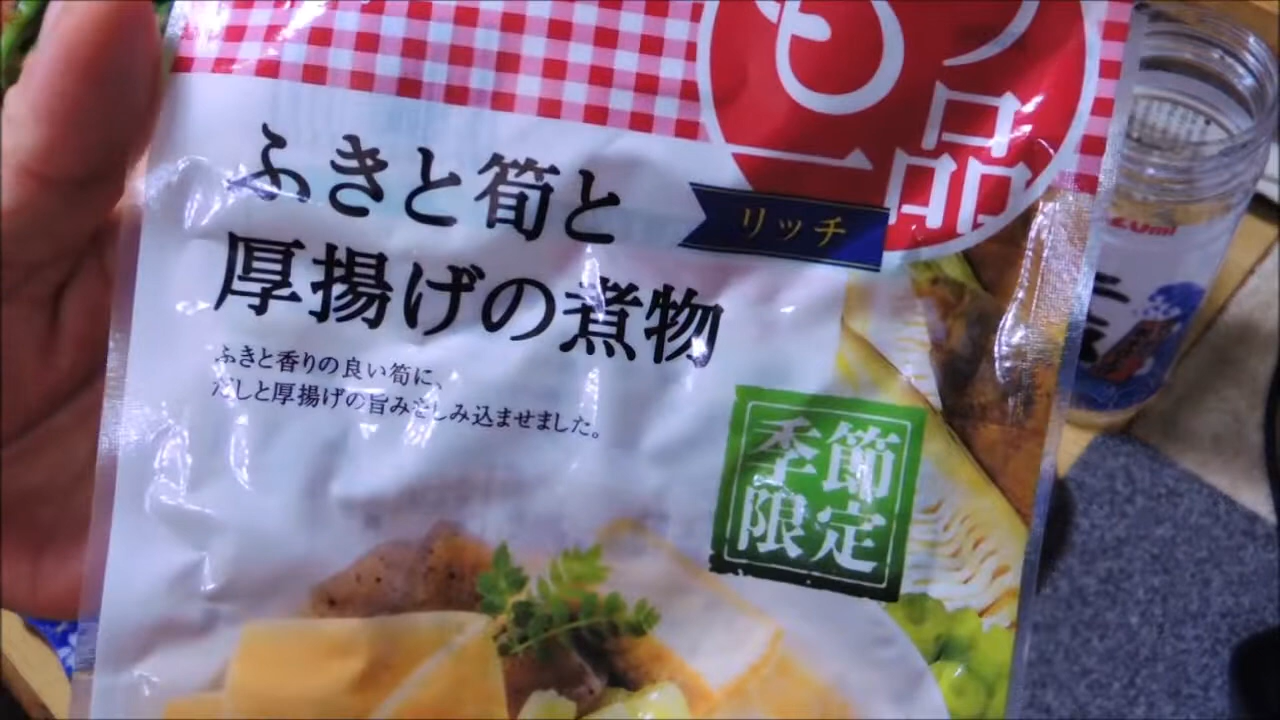 もう
一品
リッチ
ふきと筍と
厚揚げの煮物
ふきと香りの良い筍に、
だしと厚揚げの旨みをしみ込ませました。
季節
限定